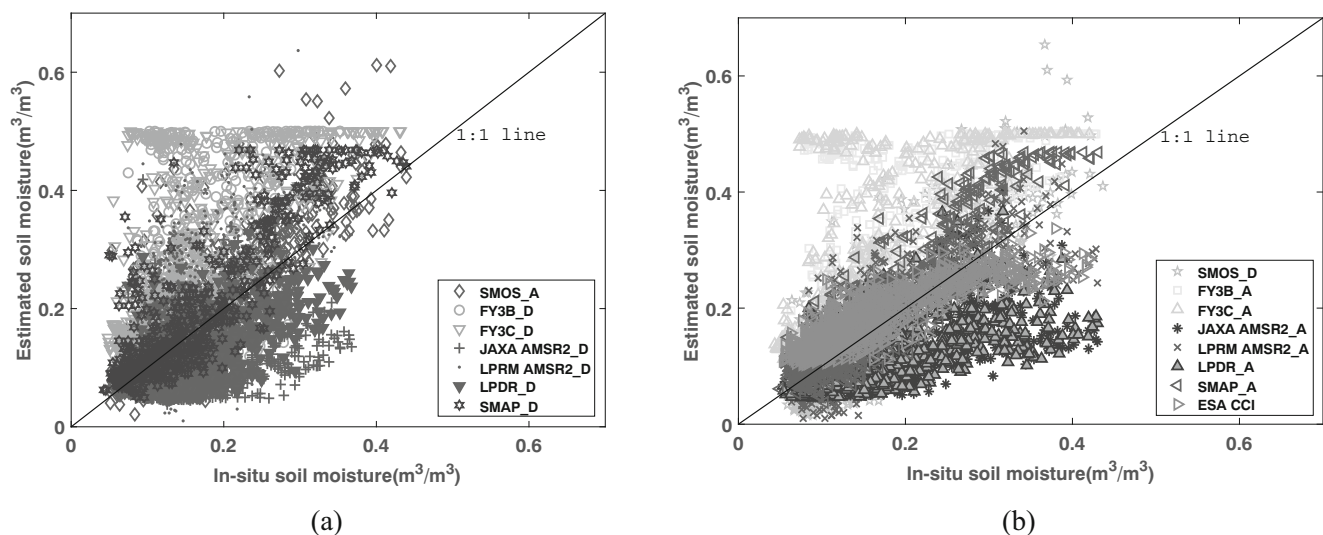 Estimated soil moisture(m³/m³)
0.6
0.4
0.2
0
0
0.2
0.4
0.6
In-situ soil moisture(m³/m³)
1:1 line
SMOS_A
FY3B_D
FY3C_D
JAXA AMSR2_D
LPRM AMSR2_D
LPDR_D
SMAP_D
(a)
Estimated soil moisture(m³/m³)
0.6
0.4
0.2
0
0
0.2
0.4
0.6
In-situ soil moisture(m³/m³)
1:1 line
SMOS_D
FY3B_A
FY3C_A
JAXA AMSR2_A
LPRM AMSR2_A
LPDR_A
SMAP_A
ESA CCI
(b)